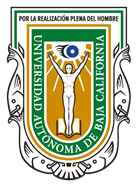 POR LA REALIZACIÓN PLENA DEL HOMBRE
UNIVERSIDAD AUTÓNOMA DE BAJA CALIFORNIA